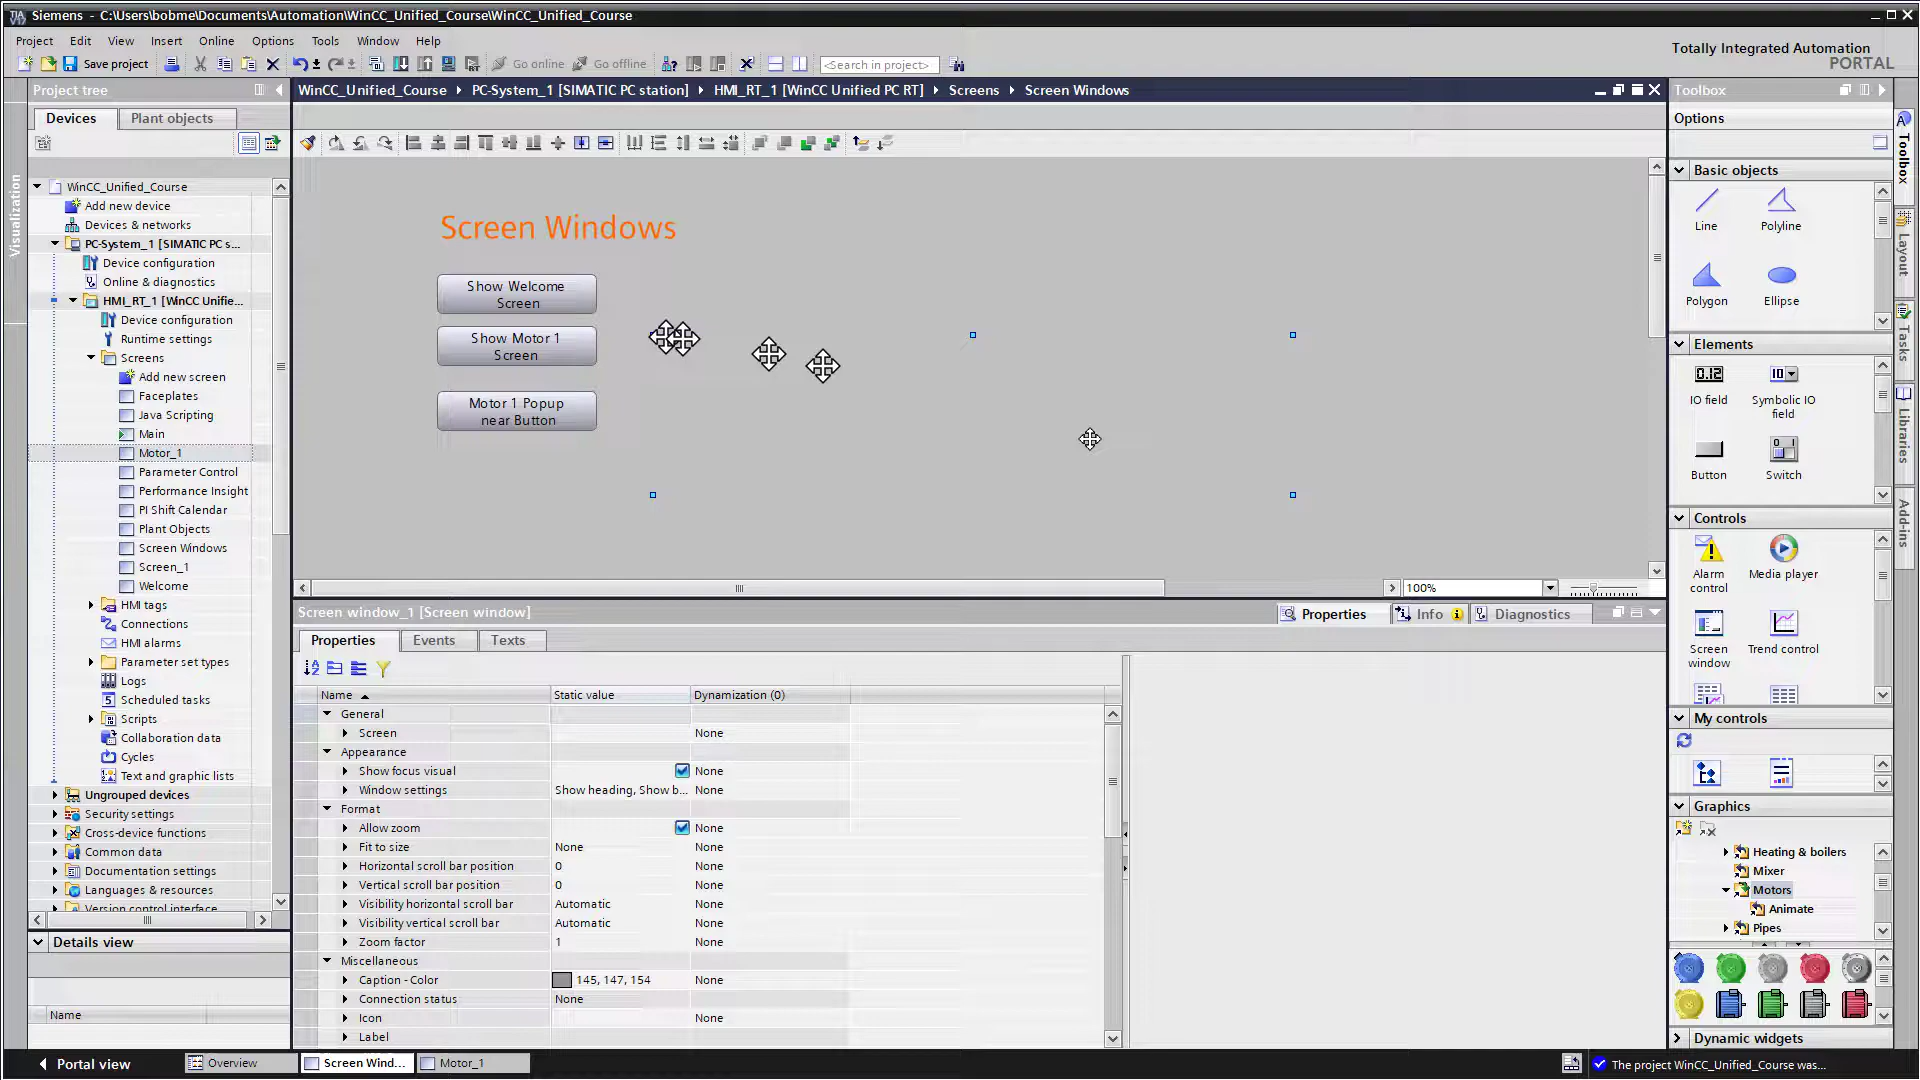 Siemens - C:\Users\bobme\Documents\Automation\WinCC_Unified_Course\WinCC_Unified_Course
Project Edit View Insert Online Options Tools Window Help
Totally Integrated Automation
PORTAL
Save project
Go online
Go offline
<Search in project>
Project tree
WinCC_Unified_Course
PC-System_1 [SIMATIC PC station]
HMI_RT_1 [WinCC Unified PC RT]
Screens
Screen Windows
Toolbox
Devices
Plant objects
Options
Visualization
WinCC_Unified_Course
Add new device
Devices & networks
PC-System_1 [SIMATIC PC s...
Device configuration
Online & diagnostics
HMI_RT_1 [WinCC Unifie...
Device configuration
Runtime settings
Screens
Add new screen
Faceplates
Java Scripting
Main
Motor_1
Parameter Control
Performance Insight
PI Shift Calendar
Plant Objects
Screen Windows
Screen_1
Welcome
HMI tags
Connections
HMI alarms
Parameter set types
Logs
Scheduled tasks
Scripts
Collaboration data
Cycles
Text and graphic lists
Ungrouped devices
Security settings
Cross-device functions
Common data
Documentation settings
Languages & resources
Version control interface
Details view
Name
Screen Windows
Show Welcome
Screen
Show Motor 1
Screen
Motor 1 Popup
near Button
100%
Screen window_1 [Screen window]
Properties
Info
Diagnostics
Properties
Events
Texts
Name
Static value
Dynamization (0)
General
Screen None
Appearance
Show focus visual None
Window settings Show heading, Show b... None
Format
Allow zoom None
Fit to size None None
Horizontal scroll bar position 0 None
Vertical scroll bar position 0 None
Visibility horizontal scroll bar Automatic None
Visibility vertical scroll bar Automatic None
Zoom factor 1 None
Miscellaneous
Caption - Color 145, 147, 154 None
Connection status None
Icon None
Label
Basic objects
Line
Polyline
Polygon
Ellipse
Elements
0.12
10
IO field
Symbolic IO
field
0 1
Button
Switch
Controls
Alarm
control
Media player
Screen
window
Trend control
My controls
Graphics
Heating & boilers
Mixer
Motors
Animate
Pipes
Dynamic widgets
Toolbox
Layout
Tasks
Libraries
Add-ins
Portal view
Overview
Screen Wind...
Motor_1
The project WinCC_Unified_Course was...